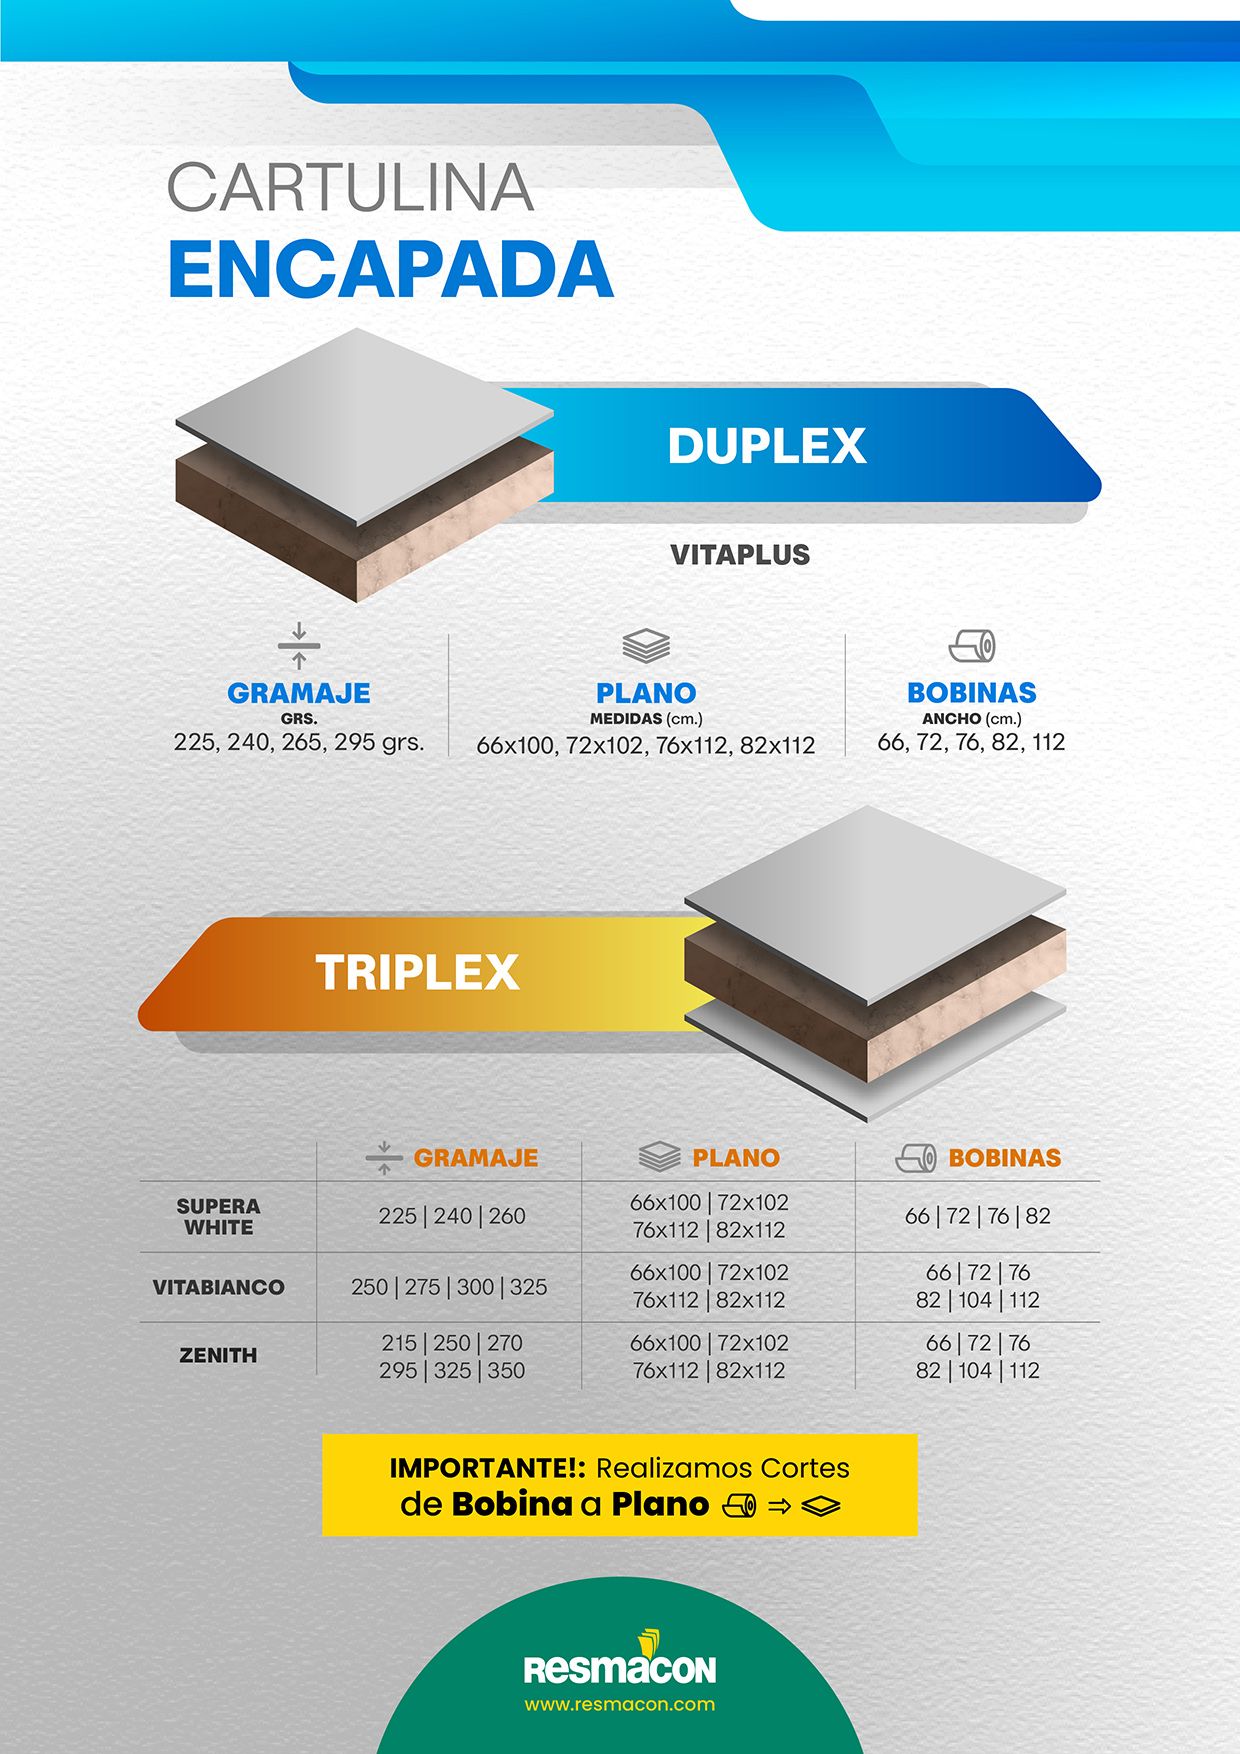 CARTULINA
ENCAPADA
DUPLEX
VITAPLUS
GRAMAJE
GRS.
225, 240, 265, 295 grs.
PLANO
MEDIDAS (cm.)
66x100, 72x102, 76x112, 82x112
BOBINAS
ANCHO (cm.)
66, 72, 76, 82, 112
TRIPLEX
GRAMAJE PLANO BOBINAS
SUPERA
WHITE
225 | 240 | 260
66x100 | 72x102
76x112 | 82x112
66 | 72 | 76 | 82
VITABIANCO
250 | 275 | 300 | 325
66x100 | 72x102
76x112 | 82x112
66 | 72 | 76
82 | 104 | 112
ZENITH
215 | 250 | 270
295 | 325 | 350
66x100 | 72x102
76x112 | 82x112
66 | 72 | 76
82 | 104 | 112
IMPORTANTE!: Realizamos Cortes
de Bobina a Plano
RESMACON
www.resmacon.com